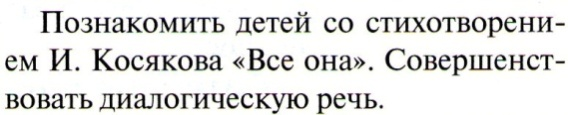 Познакомить детей со стихотворени-
ем И. Косякова «Все она». Совершенст-
вовать диалогическую речь.